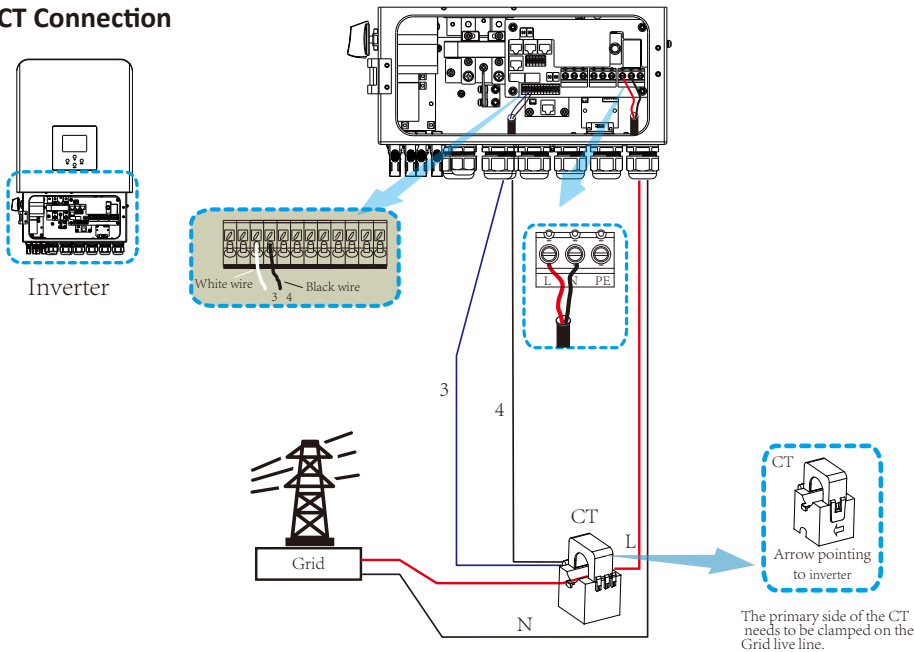 CT Connection
Inverter
White wire
3 4
Black wire
L N PE
3
4
CT
L
Grid
N
CT
Arrow pointing
to inverter
The primary side of the CT
needs to be clamped on the
Grid live line.